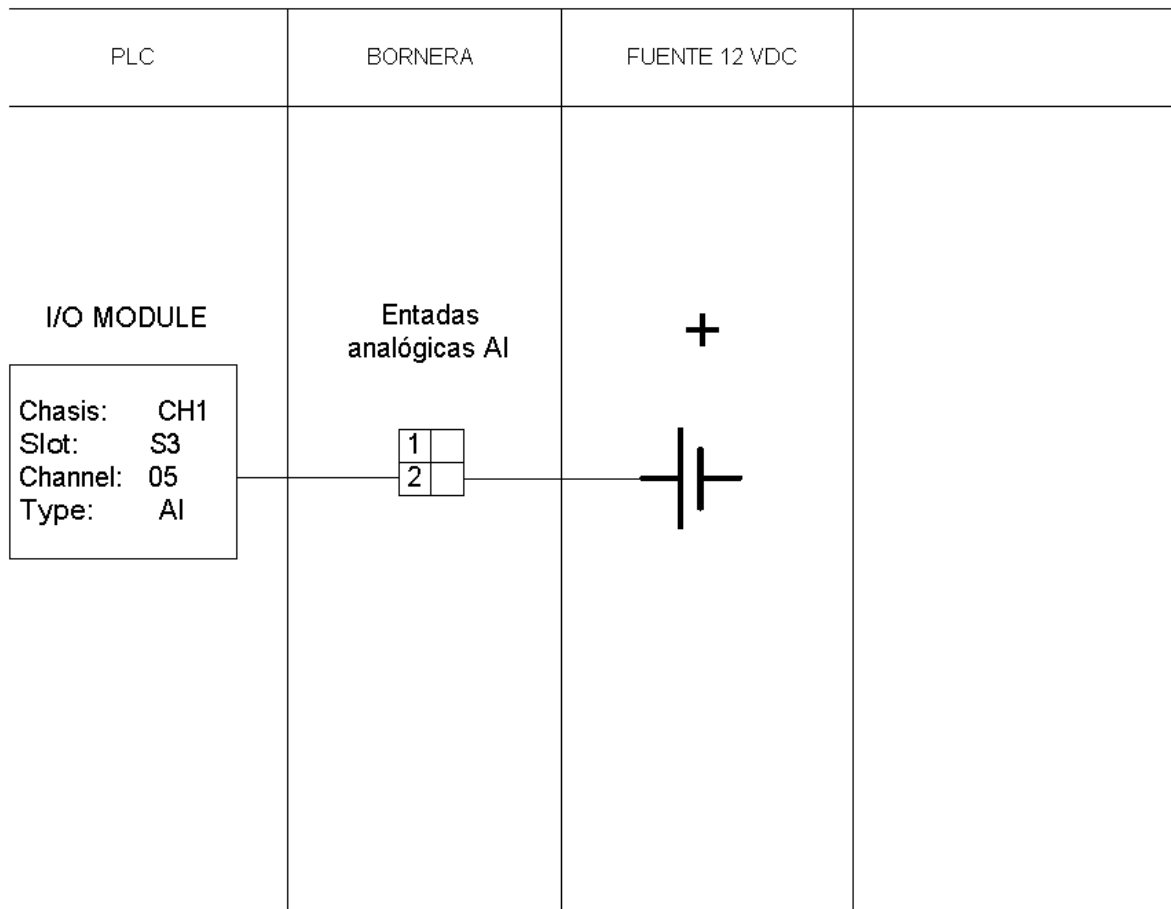 PLC
BORNERA
FUENTE 12 VDC
I/O MODULE
Chasis: CH1
Slot: S3
Channel: 05
Type: AI
Entadas
analógicas AI
1
2
+